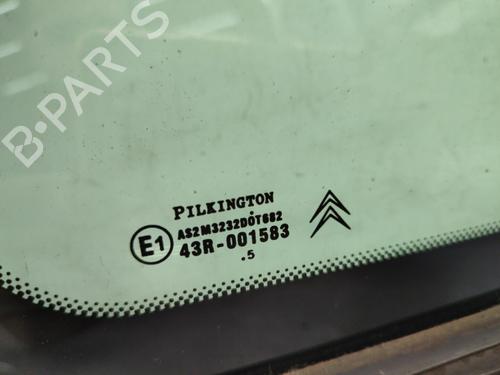 B-PARTS
PILKINGTON
AS2M3232DOT682
E1
43R-001583
.5